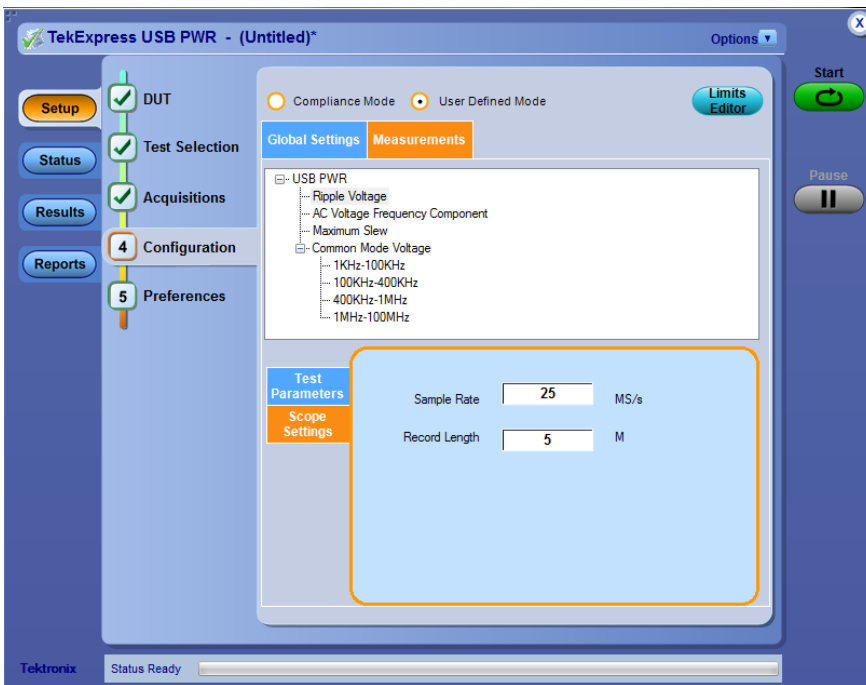 TekExpress USB PWR - (Untitled)*
Options
X
Setup
Status
Results
Reports
DUT
Test Selection
Acquisitions
4 Configuration
5 Preferences
Compliance Mode
User Defined Mode
Limits
Editor
Global Settings
Measurements
USB PWR
Ripple Voltage
AC Voltage Frequency Component
Maximum Slew
Common Mode Voltage
1KHz-100KHz
100KHz-400KHz
400KHz-1MHz
1MHz-100MHz
Test
Parameters
Scope
Settings
Sample Rate 25 MS/s
Record Length 5 M
Start
Pause
Tektronix
Status Ready